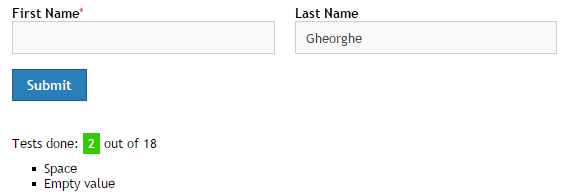 First Name*
Last Name
Gheorghe
Submit
Tests done: 2 out of 18
Space
Empty value